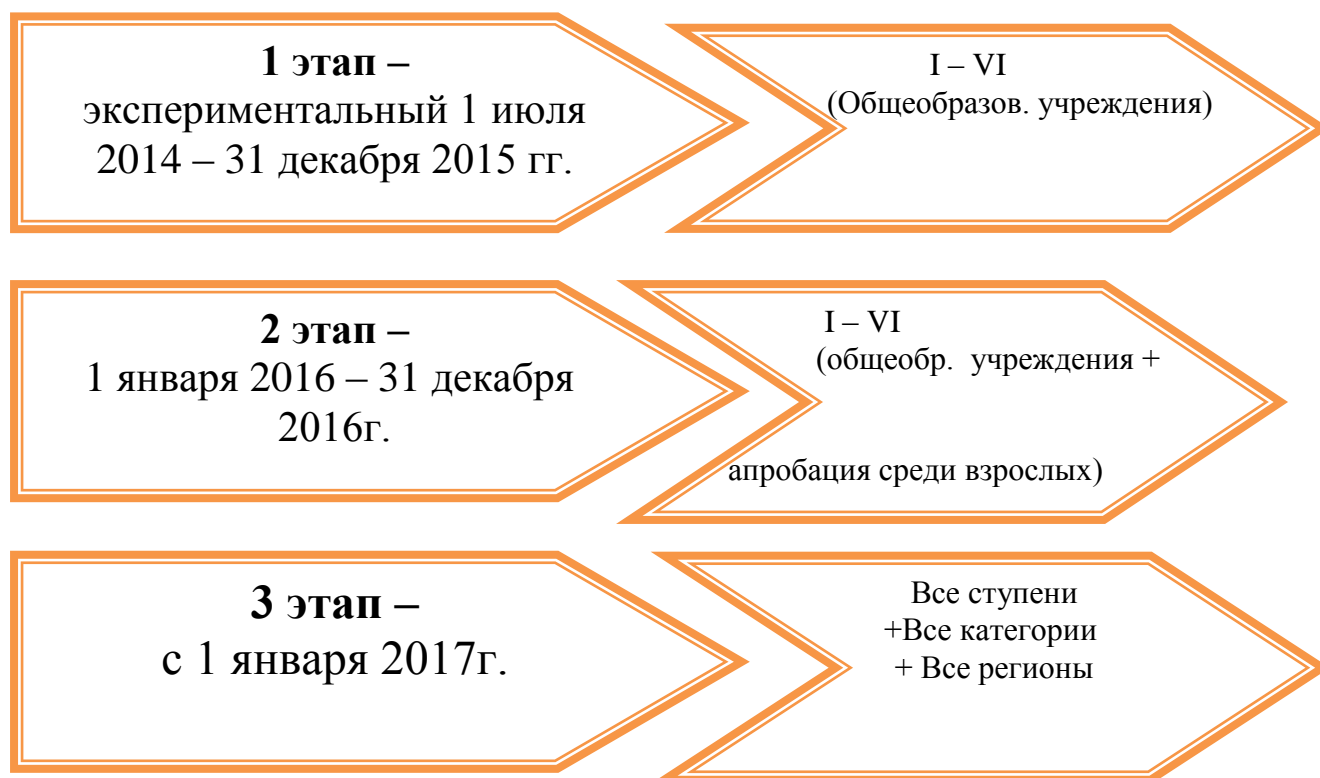 1 этап –
экспериментальный 1 июля
2014 – 31 декабря 2015 гг.
I – VI
(Общеобразов. учреждения)
2 этап –
1 января 2016 – 31 декабря
2016г.
I – VI
(общеобр. учреждения +
апробация среди взрослых)
3 этап –
с 1 января 2017г.
Все ступени
+Все категории
+ Все регионы